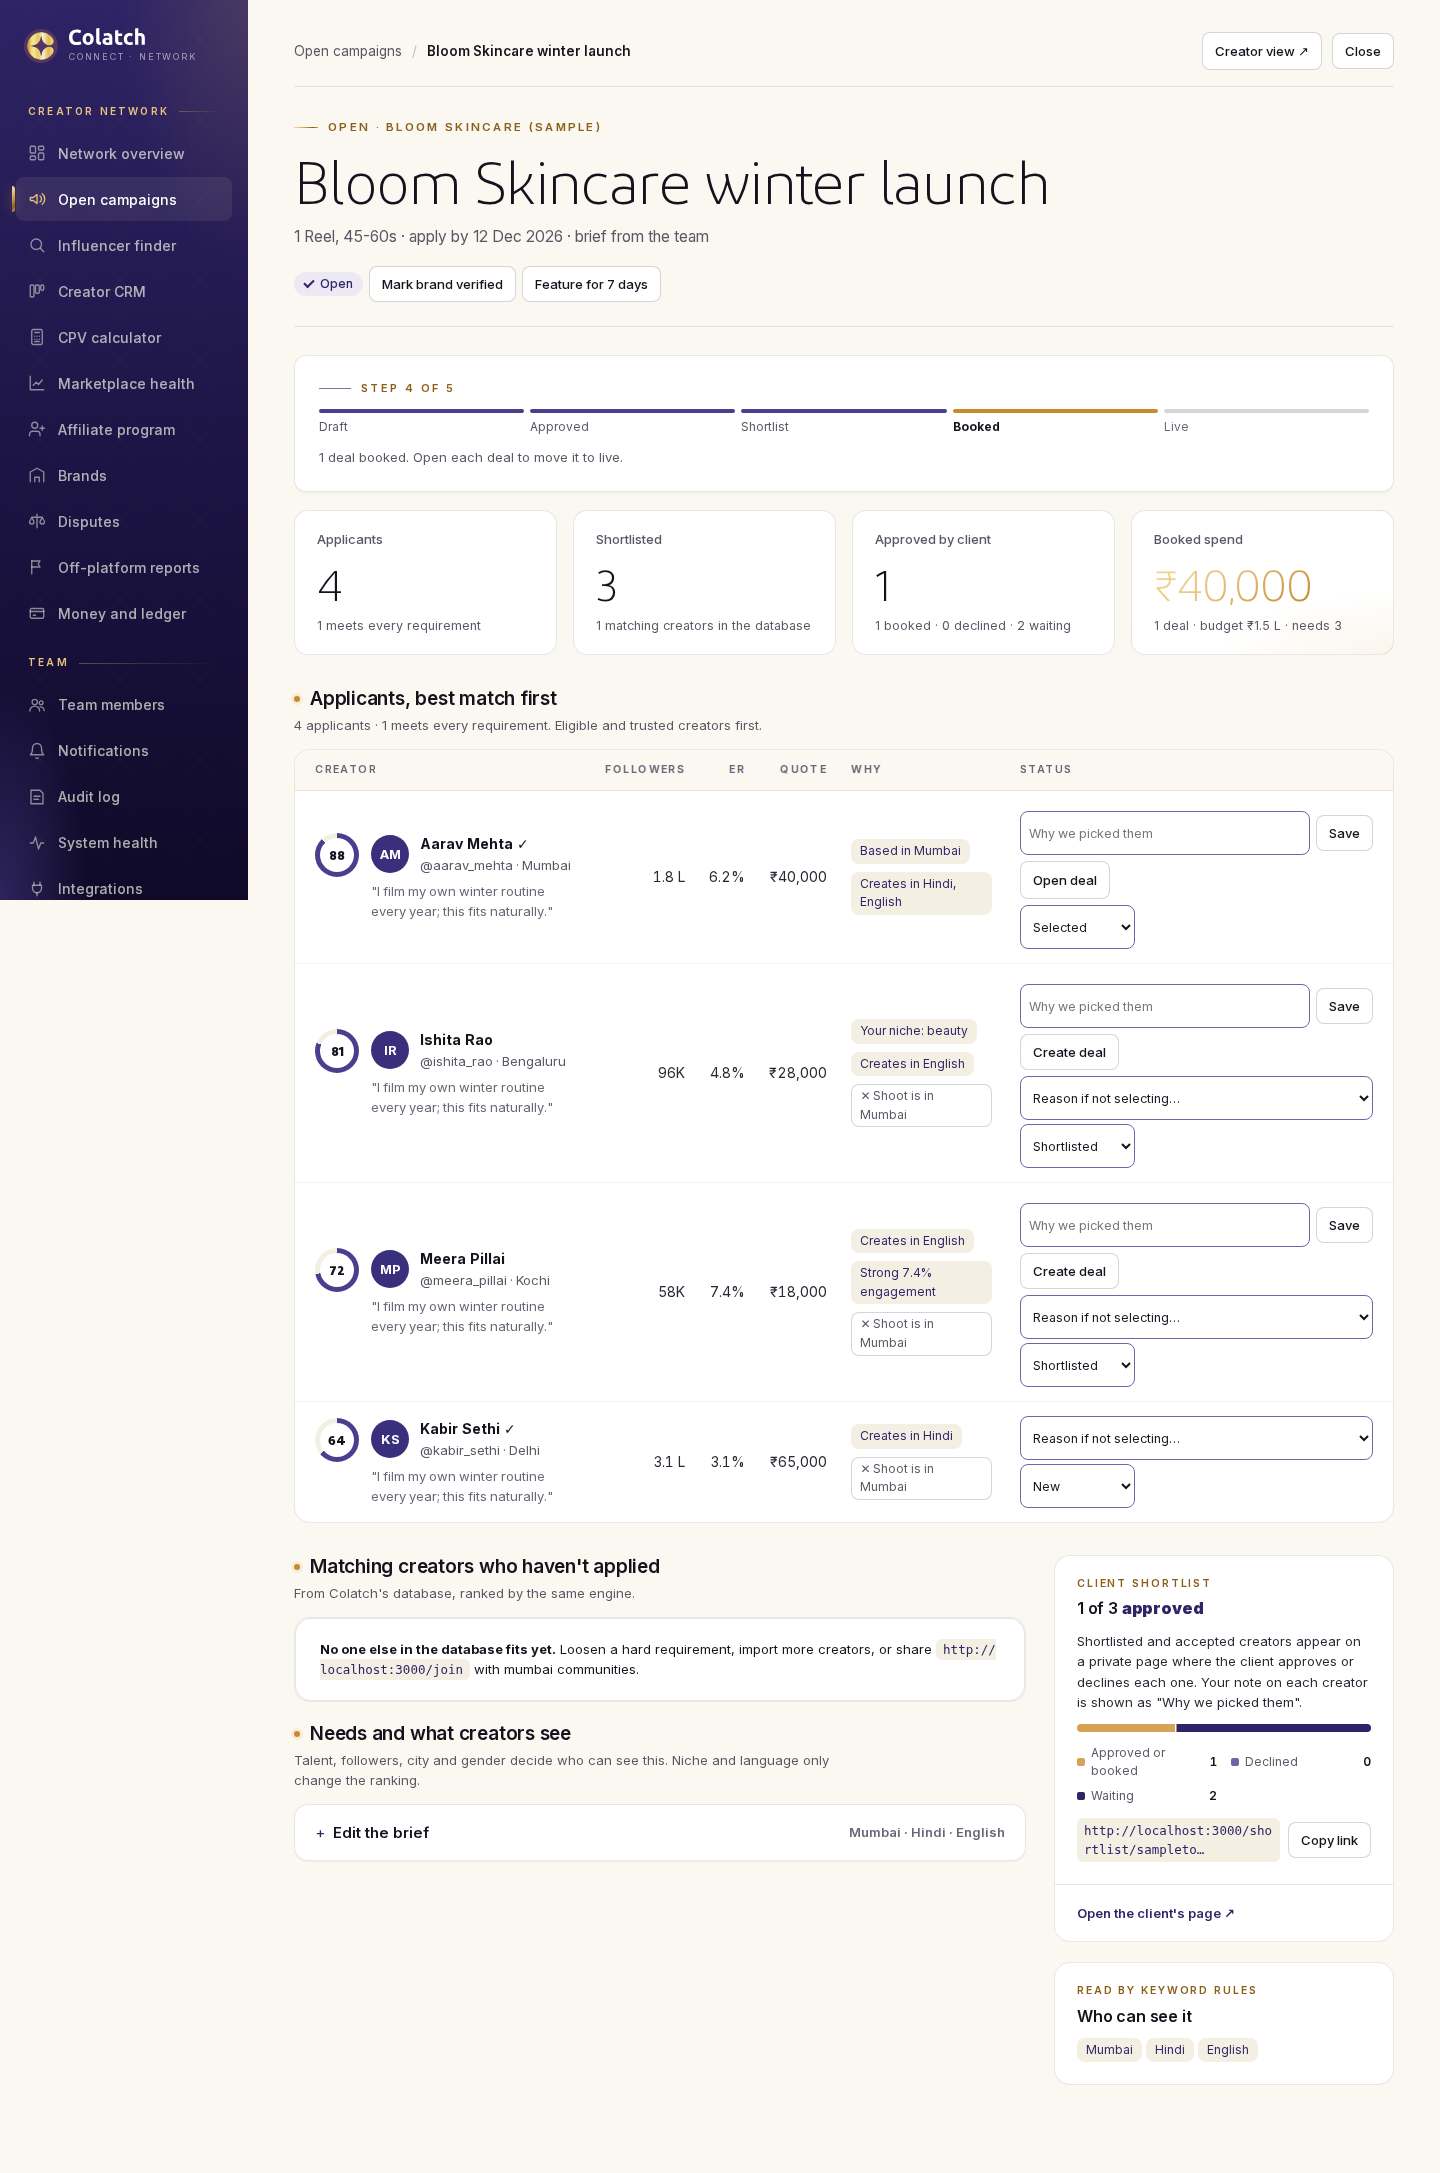 Colatch
CONNECT · NETWORK
CREATOR NETWORK
Network overview
Open campaigns
Influencer finder
Creator CRM
CPV calculator
Marketplace health
Affiliate program
Brands
Disputes
Off-platform reports
Money and ledger
TEAM
Team members
Notifications
Audit log
System health
Integrations
Open campaigns / Bloom Skincare winter launch
Creator view ↗
Close
OPEN · BLOOM SKINCARE (SAMPLE)
Bloom Skincare winter launch
1 Reel, 45-60s · apply by 12 Dec 2026 · brief from the team
✓ Open
Mark brand verified
Feature for 7 days
STEP 4 OF 5
Draft
Approved
Shortlist
Booked
Live
1 deal booked. Open each deal to move it to live.
Applicants
4
1 meets every requirement
Shortlisted
3
1 matching creators in the database
Approved by client
1
1 booked · 0 declined · 2 waiting
Booked spend
₹40,000
1 deal · budget ₹1.5 L · needs 3
Applicants, best match first
4 applicants · 1 meets every requirement. Eligible and trusted creators first.
CREATOR FOLLOWERS ER QUOTE WHY STATUS
88
AM
Aarav Mehta ✓
@aarav_mehta · Mumbai
"I film my own winter routine
every year; this fits naturally."
1.8 L
6.2%
₹40,000
Based in Mumbai
Creates in Hindi,
English
Why we picked them
Save
Open deal
Selected
81
IR
Ishita Rao
@ishita_rao · Bengaluru
"I film my own winter routine
every year; this fits naturally."
96K
4.8%
₹28,000
Your niche: beauty
Creates in English
✕ Shoot is in
Mumbai
Why we picked them
Save
Create deal
Reason if not selecting…
Shortlisted
72
MP
Meera Pillai
@meera_pillai · Kochi
"I film my own winter routine
every year; this fits naturally."
58K
7.4%
₹18,000
Creates in English
Strong 7.4%
engagement
✕ Shoot is in
Mumbai
Why we picked them
Save
Create deal
Reason if not selecting…
Shortlisted
64
KS
Kabir Sethi ✓
@kabir_sethi · Delhi
"I film my own winter routine
every year; this fits naturally."
3.1 L
3.1%
₹65,000
Creates in Hindi
✕ Shoot is in
Mumbai
Reason if not selecting…
New
Matching creators who haven't applied
From Colatch's database, ranked by the same engine.
No one else in the database fits yet. Loosen a hard requirement, import more creators, or share http://
localhost:3000/join with mumbai communities.
Needs and what creators see
Talent, followers, city and gender decide who can see this. Niche and language only
change the ranking.
+ Edit the brief
Mumbai · Hindi · English
CLIENT SHORTLIST
1 of 3 approved
Shortlisted and accepted creators appear on
a private page where the client approves or
declines each one. Your note on each creator
is shown as "Why we picked them".
Approved or
booked
1
Declined
0
Waiting
2
http://localhost:3000/sho
rtlist/sampleto…
Copy link
Open the client's page ↗
READ BY KEYWORD RULES
Who can see it
Mumbai
Hindi
English